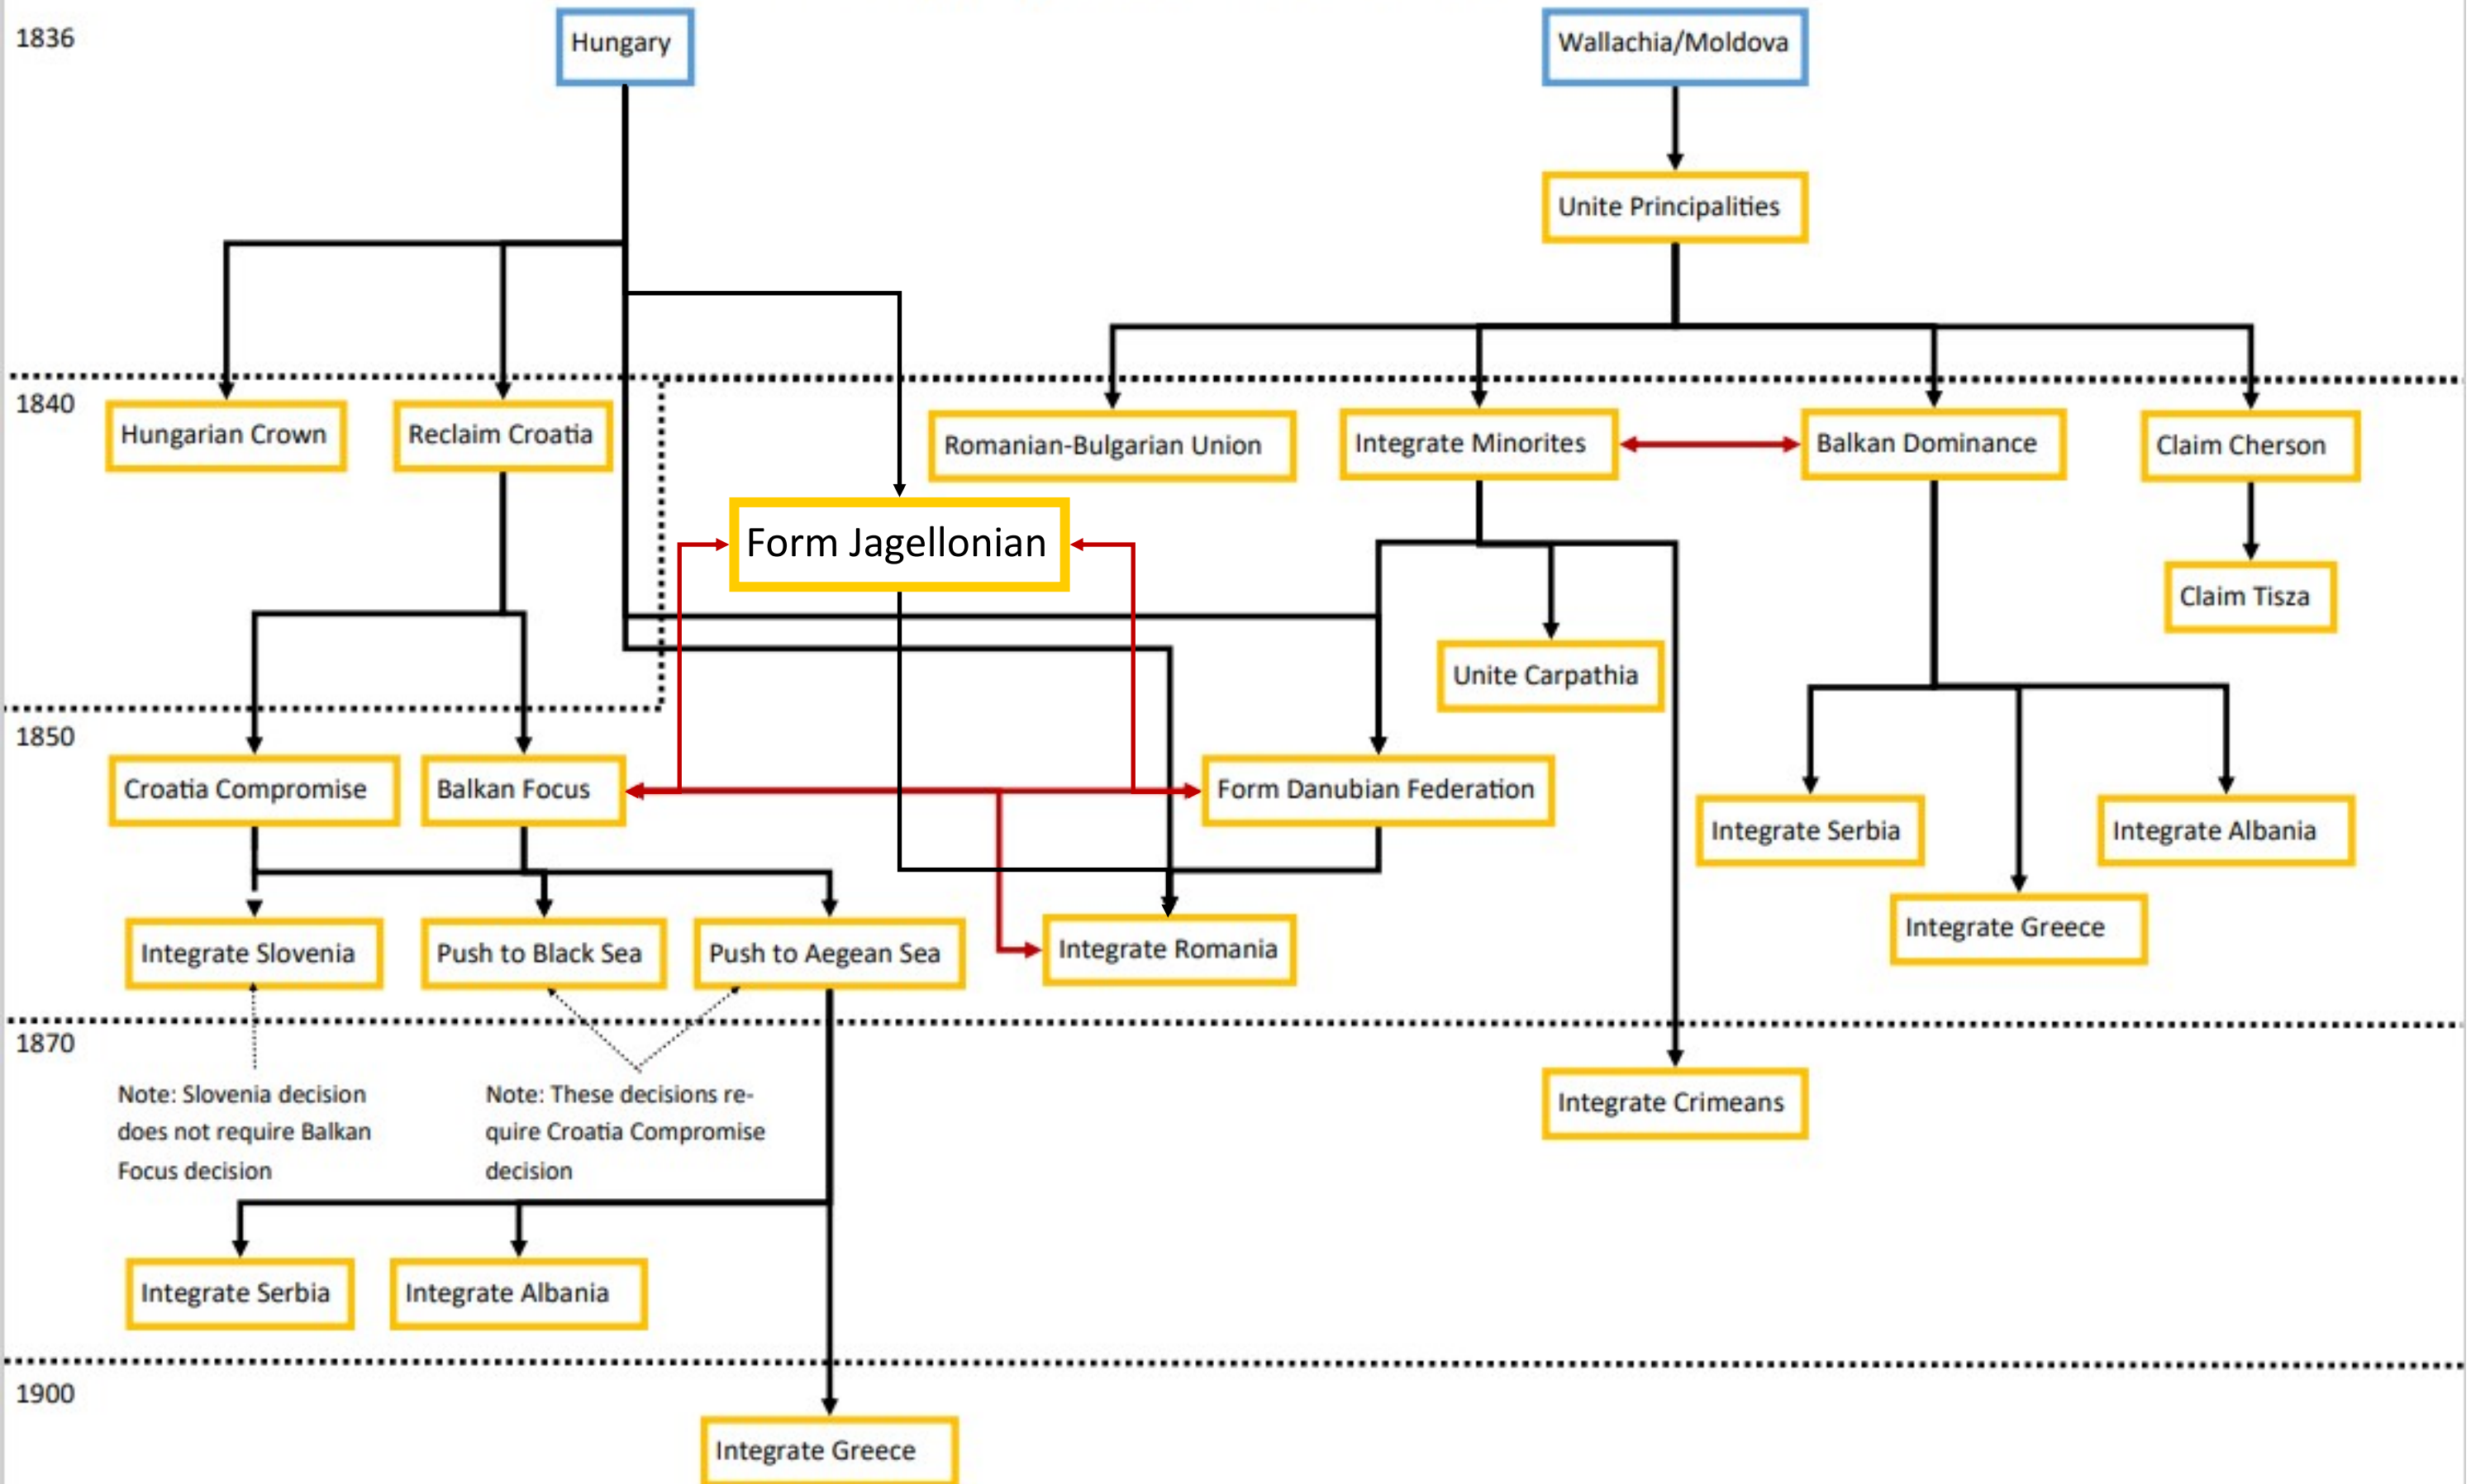 1836
Hungary
Wallachia/Moldova
Unite Principalities
1840
Hungarian Crown
Reclaim Croatia
Romanian-Bulgarian Union
Integrate Minorites
Balkan Dominance
Claim Cherson
Form Jagellonian
Claim Tisza
Unite Carpathia
1850
Croatia Compromise
Balkan Focus
Form Danubian Federation
Integrate Serbia
Integrate Albania
Integrate Greece
Integrate Slovenia
Push to Black Sea
Push to Aegean Sea
Integrate Romania
1870
Note: Slovenia decision
does not require Balkan
Focus decision
Note: These decisions re-
quire Croatia Compromise
decision
Integrate Crimeans
Integrate Serbia
Integrate Albania
1900
Integrate Greece